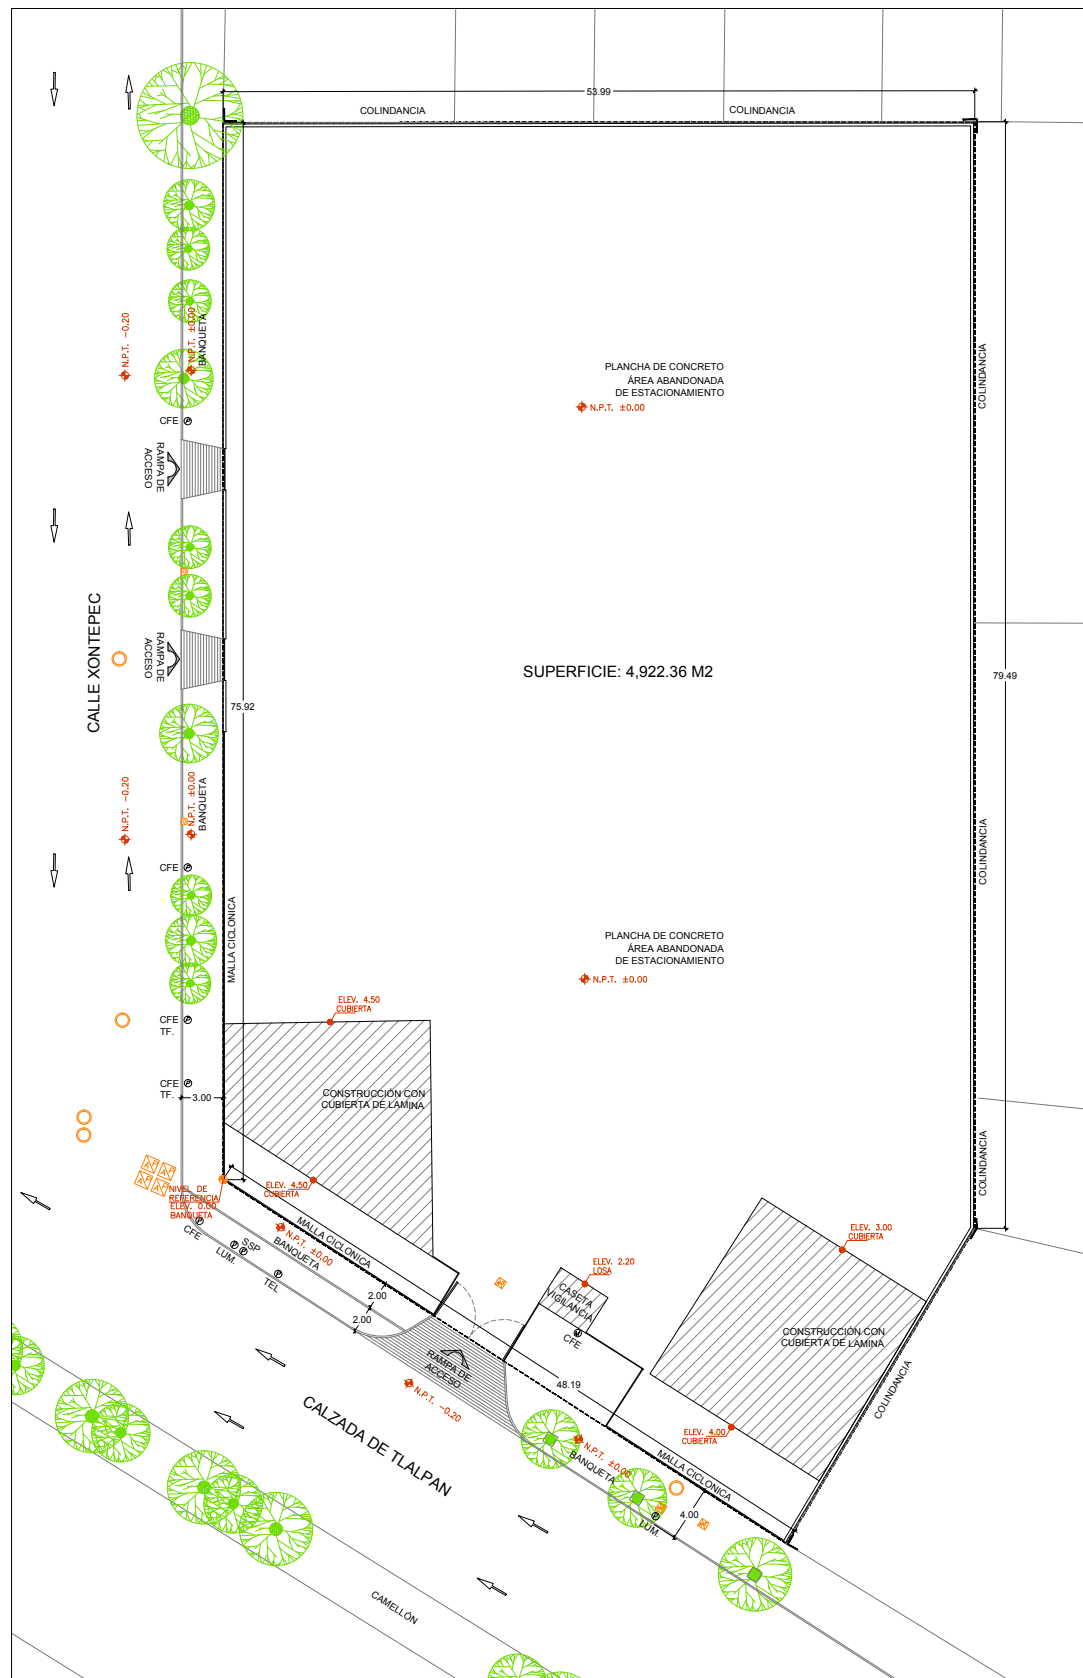 53.99
COLINDANCIA
COLINDANCIA
N.P.T. -0.20
N.P.T. ±0.00
BANQUETA
COLINDANCIA
PLANCHA DE CONCRETO
ÁREA ABANDONADA
DE ESTACIONAMIENTO
N.P.T. ±0.00
CFE
RAMPA DE
ACCESO
CALLE XONTEPEC
RAMPA DE
ACCESO
SUPERFICIE: 4,922.36 M2
79.49
75.92
N.P.T. -0.20
N.P.T. ±0.00
BANQUETA
COLINDANCIA
CFE
MALLA CICLONICA
PLANCHA DE CONCRETO
ÁREA ABANDONADA
DE ESTACIONAMIENTO
N.P.T. ±0.00
ELEV. 4.50
CUBIERTA
CFE
TF.
CFE
TF.
3.00
CONSTRUCCIÓN CON
CUBIERTA DE LAMINA
COLINDANCIA
NIVEL DE
REFERENCIA
ELEV. 0.00
BANQUETA
ELEV. 4.50
CUBIERTA
CFE
LUM.
SSP
TEL
N.P.T. ±0.00
BANQUETA
MALLA CICLONICA
2.00
2.00
ELEV. 3.00
CUBIERTA
ELEV. 2.20
LOSA
CASETA
VIGILANCIA
CFE
CONSTRUCCIÓN CON
CUBIERTA DE LAMINA
RAMPA DE
ACCESO
N.P.T. -0.20
48.19
COLINDANCIA
CALZADA DE TLALPAN
ELEV. 4.00
CUBIERTA
N.P.T. ±0.00
BANQUETA
MALLA CICLONICA
4.00
LUM.
CAMELLÓN